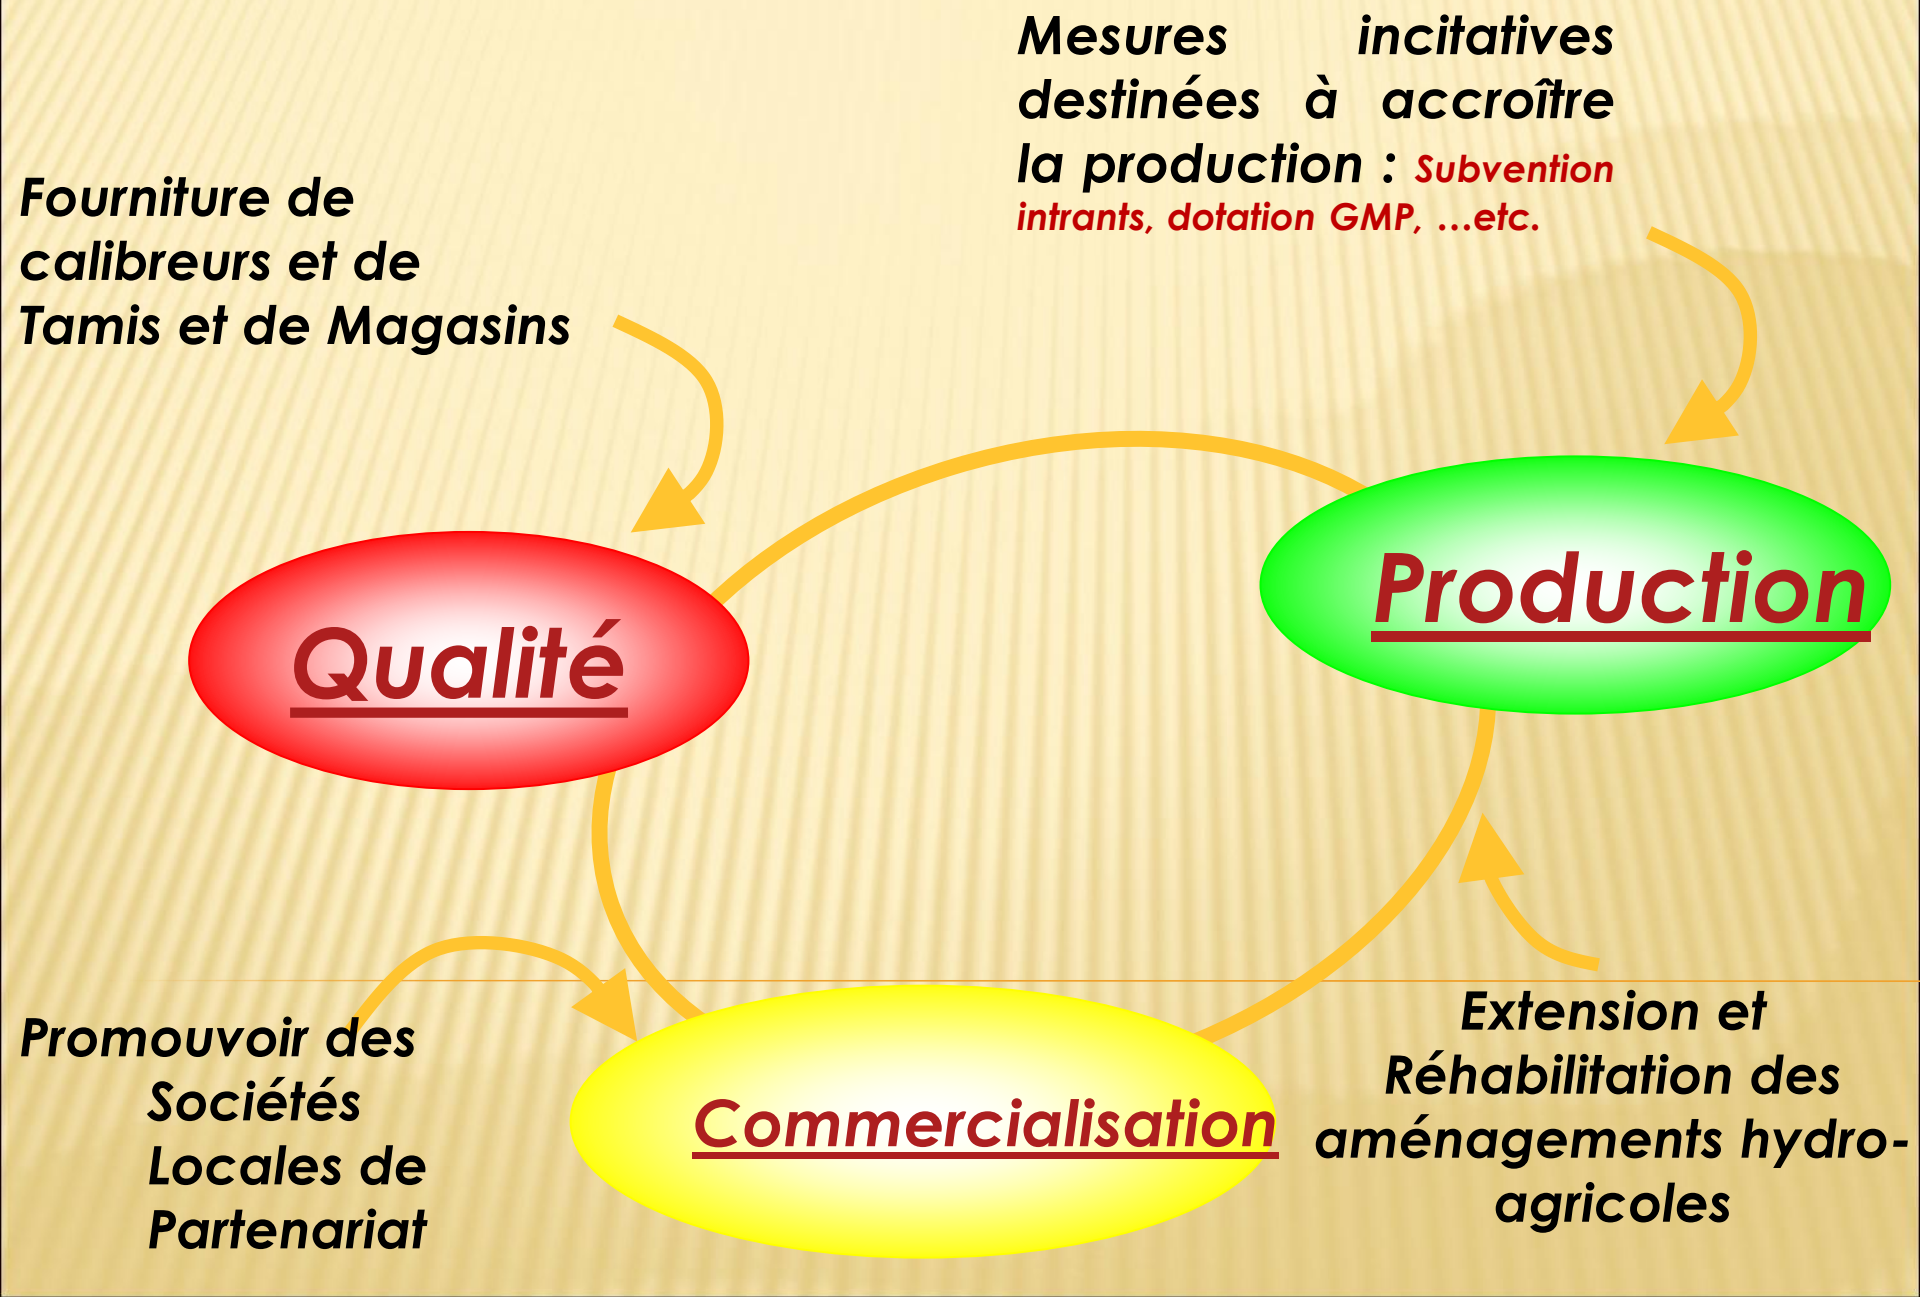 Mesures incitatives
destinées à accroître
la production : Subvention
intrants, dotation GMP, ...etc.
Fourniture de
calibreurs et de
Tamis et de Magasins
Production
Qualité
Commercialisation
Promouvoir des
Sociétés
Locales de
Partenariat
Extension et
Réhabilitation des
aménagements hydro-
agricoles